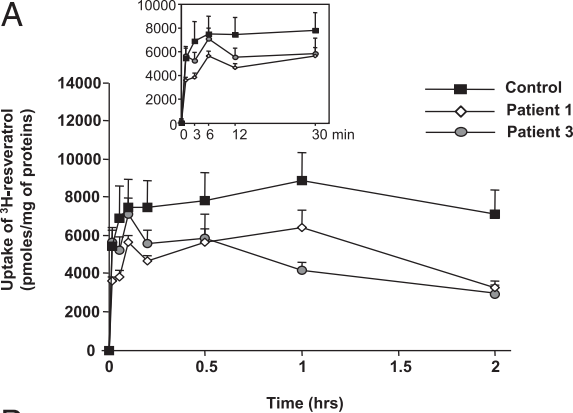 A
10000
8000
6000
4000
2000
0
0 3 6 12 30 min
14000
12000
10000
8000
6000
4000
2000
0
Uptake of ³H-resveratrol
(pmoles/mg of proteins)
Control
Patient 1
Patient 3
0 0.5 1 1.5 2
Time (hrs)